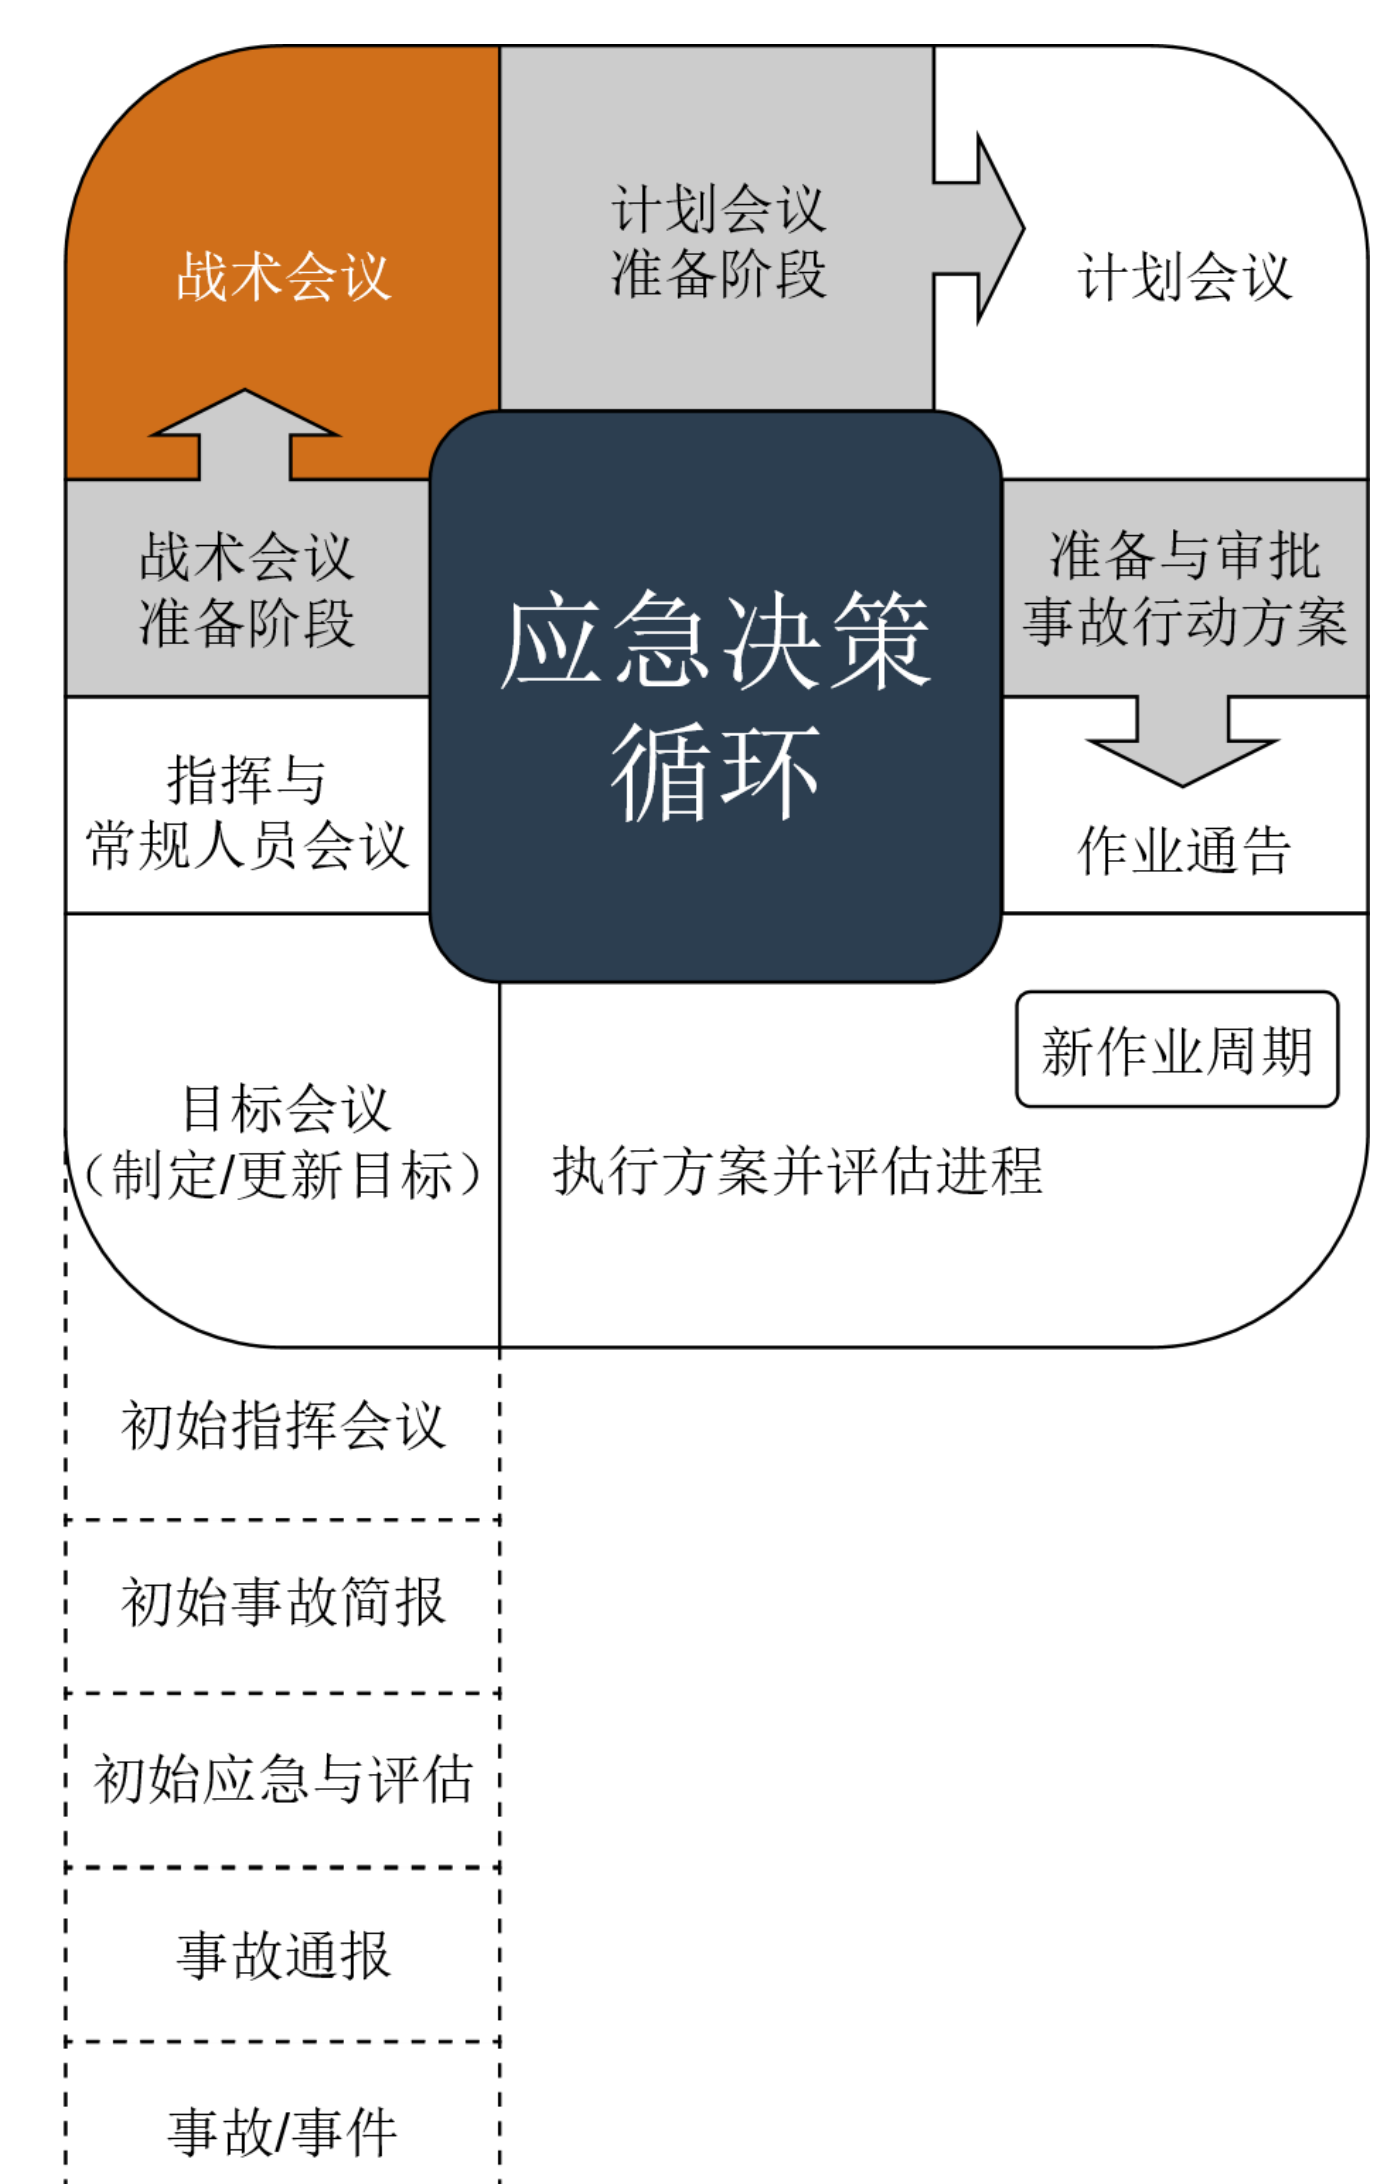 战术会议
计划会议
准备阶段
计划会议
战术会议
准备阶段
应急决策
循环
准备与审批
事故行动方案
指挥与
常规人员会议
作业通告
目标会议
（制定/更新目标）
新作业周期
执行方案并评估进程
初始指挥会议
初始事故简报
初始应急与评估
事故通报
事故/事件